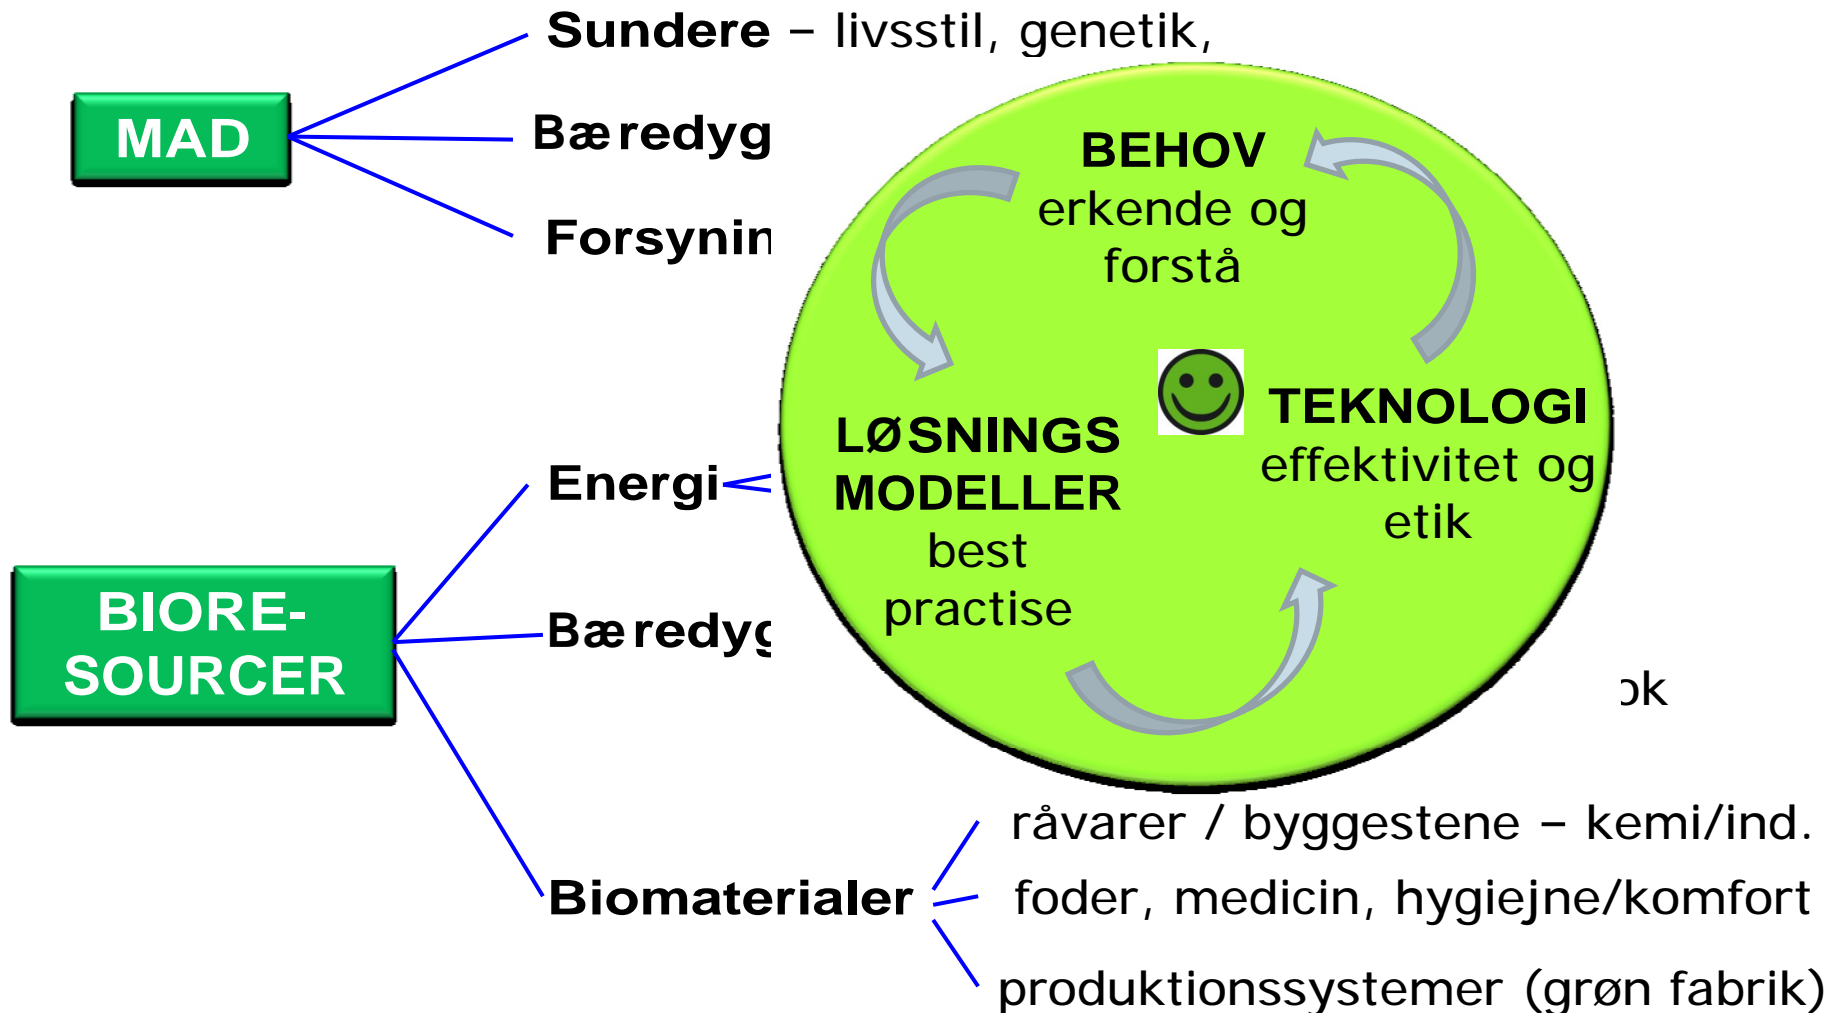 Sundere – livsstil, genetik,
MAD
Bæredyg
Forsynin
BEHOV
erkende og
forstå
LØSNINGS
MODELLER
best
practise
TEKNOLOGI
effektivitet og
etik
Energi
BIORE-
SOURCER
Bæredyg
ok
Biomaterialer
råvarer / byggestene – kemi/ind.
foder, medicin, hygiejne/komfort
produktionssystemer (grøn fabrik)